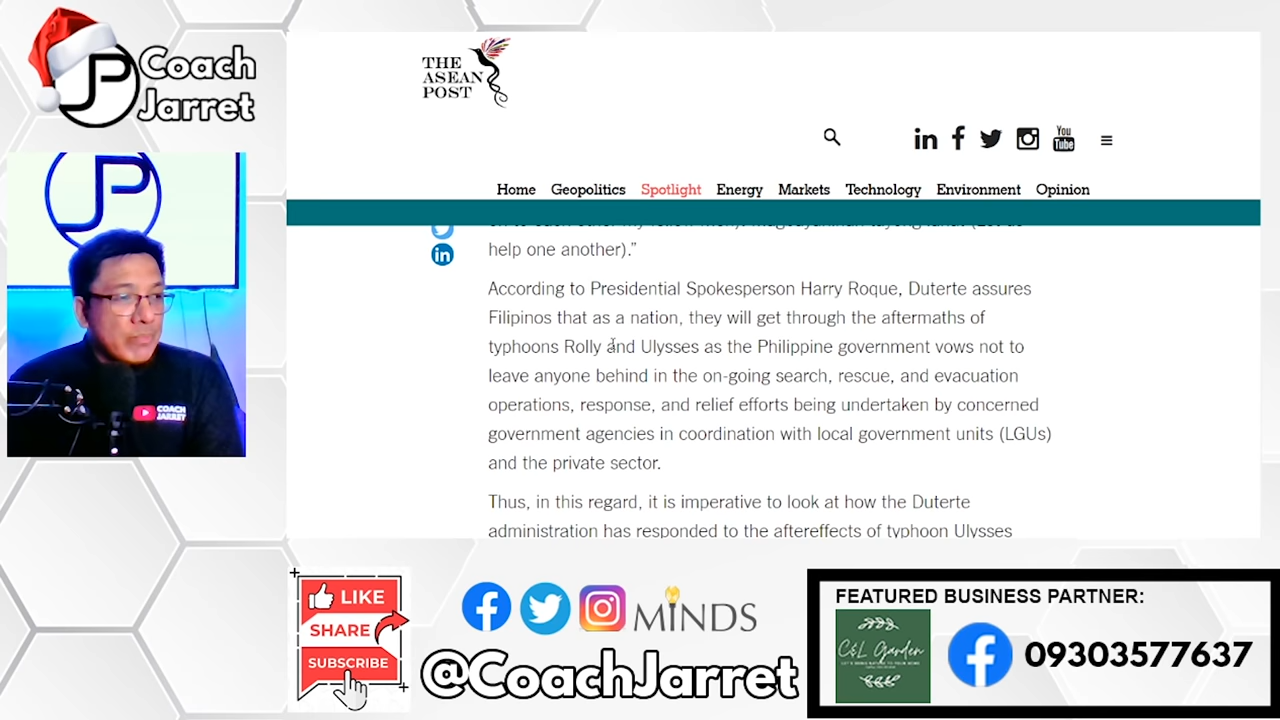 Coach
Jarret
THE
ASEAN
POST
You
Tube
Home Geopolitics Spotlight Energy Markets Technology Environment Opinion
help one another).”
According to Presidential Spokesperson Harry Roque, Duterte assures
Filipinos that as a nation, they will get through the aftermaths of
typhoons Rolly and Ulysses as the Philippine government vows not to
leave anyone behind in the on-going search, rescue, and evacuation
operations, response, and relief efforts being undertaken by concerned
government agencies in coordination with local government units (LGUs)
and the private sector.
Thus, in this regard, it is imperative to look at how the Duterte
administration has responded to the aftereffects of typhoon Ulysses
COACH
JARRET
LIKE
SHARE
SUBSCRIBE
MINDS
@CoachJarret
FEATURED BUSINESS PARTNER:
C&L Garden
09303577637